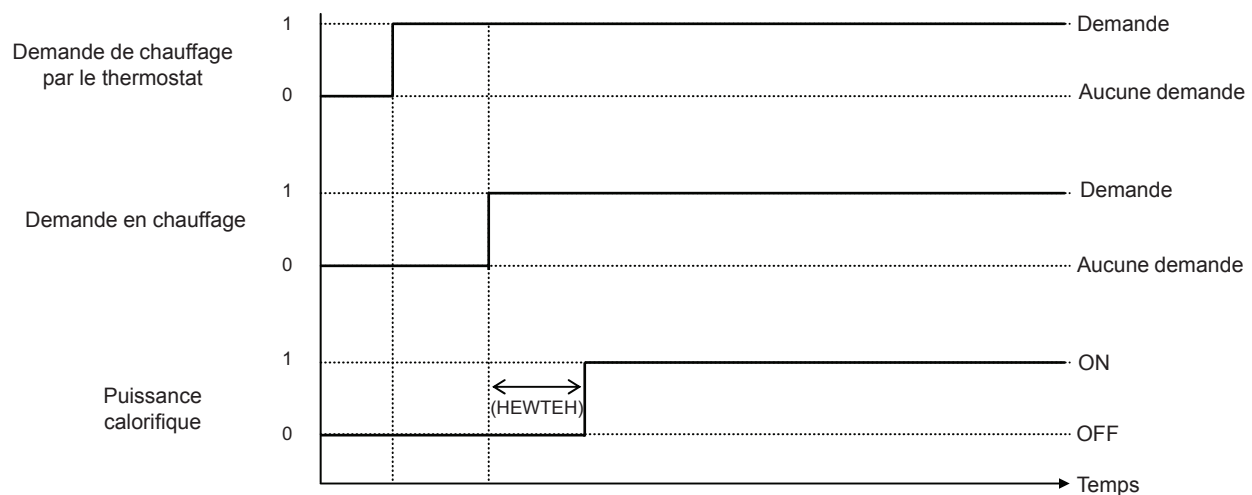 1
Demande
Demande de chauffage
par le thermostat
0
Aucune demande
1
Demande
Demande en chauffage
0
Aucune demande
1
ON
Puissance
calorifique
(HEWTEH)
0
OFF
Temps